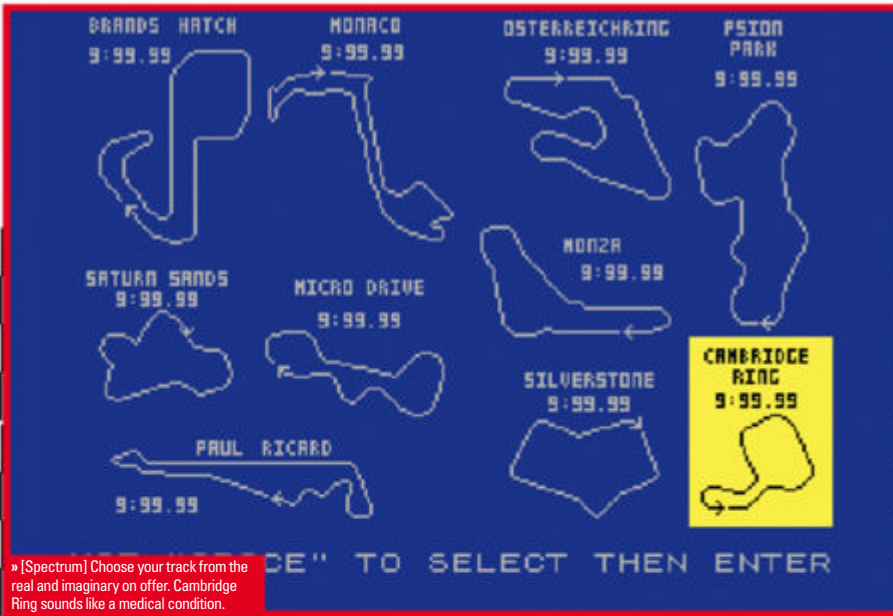 BRANDS HATCH
9:99.99
MONACO
9:99.99
OSTERREICHRING
9:99.99
PSION
PARK
9:99.99
SATURN SANDS
9:99.99
MICRO DRIVE
9:99.99
MONZA
9:99.99
SILVERSTONE
9:99.99
CAMBRIDGE
RING
9:99.99
PAUL RICARD
9:99.99
TO SELECT THEN ENTER
» [Spectrum] Choose your track from the
real and imaginary on offer. Cambridge
Ring sounds like a medical condition.